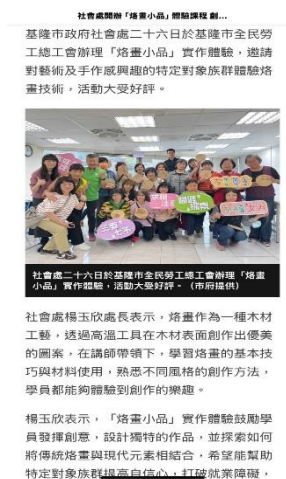 社會處開辦「烙畫小品」體驗課程 創...
基隆市政府社會處二十六日於基隆市全民勞
工總工會辦理「烙畫小品」實作體驗，邀請
對藝術及手作感興趣的特定對象族群體驗烙
畫技術，活動大受好評。
社會處二十六日於基隆市全民勞工總工會辦理「烙畫
小品」實作體驗，活動大受好評。（市府提供）
社會處楊玉欣處長表示，烙畫作為一種木材
工藝，透過高溫工具在木材表面創作出優美
的圖案，在講師帶領下，學習烙畫的基本技
巧與材料使用，熟悉不同風格的創作方法，
學員都能夠體驗到創作的樂趣。
楊玉欣表示，「烙畫小品」實作體驗鼓勵學
員發揮創意，設計獨特的作品，並探索如何
將傳統烙畫與現代元素相結合，希望能幫助
特定對象族群提高自信心，打破就業障礙，